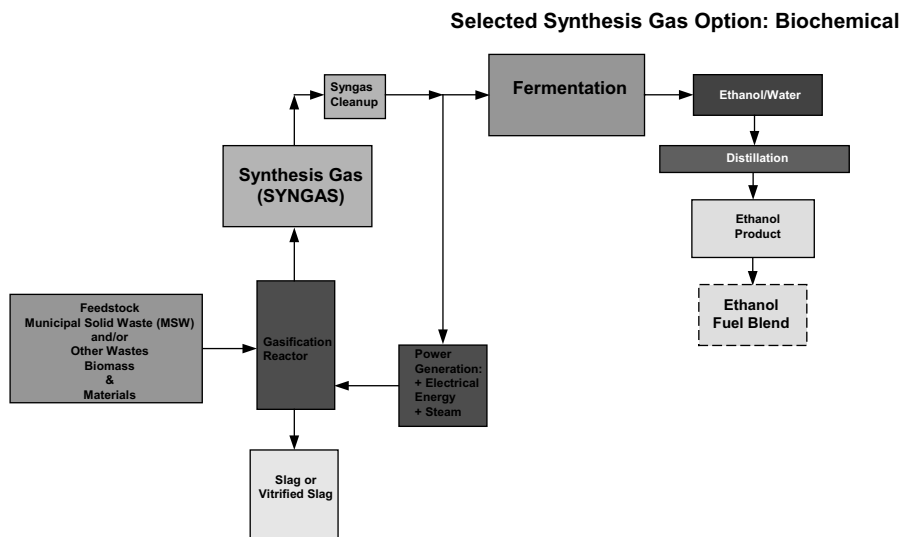 Selected Synthesis Gas Option: Biochemical
Syngas
Cleanup
Fermentation
Ethanol/Water
Distillation
Synthesis Gas
(SYNGAS)
Ethanol
Product
Ethanol
Fuel Blend
Feedstock
Municipal Solid Waste (MSW)
and/or
Other Wastes
Biomass
&
Materials
Gasification
Reactor
Power
Generation:
+ Electrical
Energy
+ Steam
Slag or
Vitrified Slag